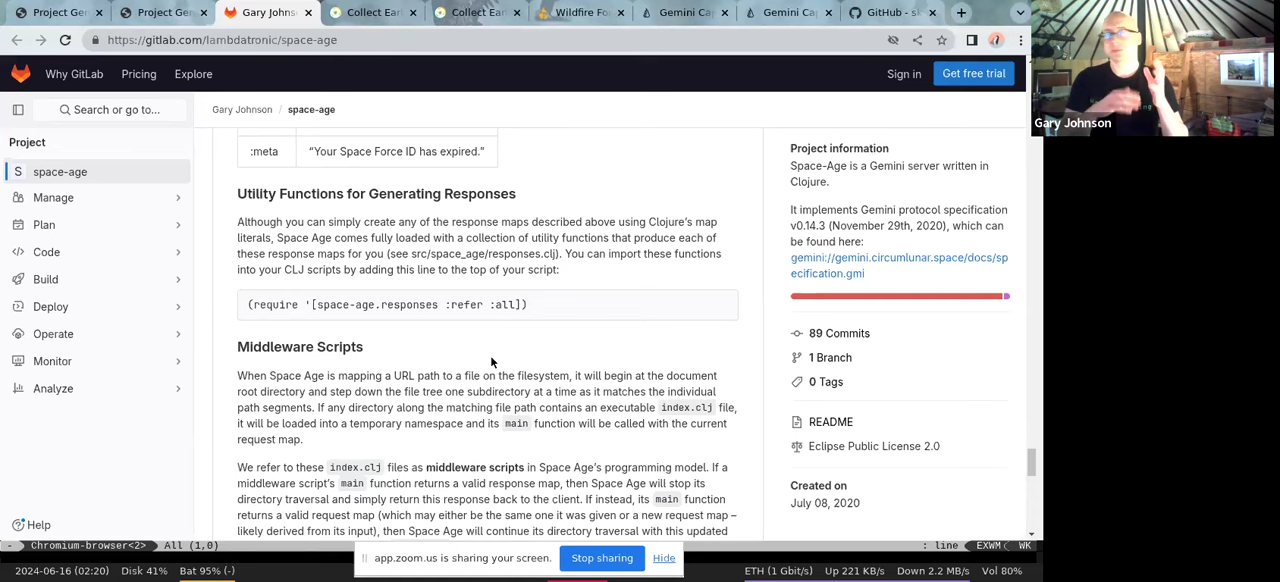 Project Gen
Project Gen
Gary Johns
Collect Earl
Collect Eart
Wildfire Fo
Gemini Cap
Gemini Cap
GitHub - sk
https://gitlab.com/lambdatronic/space-age
Why GitLab
Pricing
Explore
Sign in
Get free trial
Search or go to...
Gary Johnson / space-age
Project
S space-age
Manage
Plan
Code
Build
Deploy
Operate
Monitor
Analyze
Help
:meta "Your Space Force ID has expired."
Utility Functions for Generating Responses
Although you can simply create any of the response maps described above using Clojure's map
literals, Space Age comes fully loaded with a collection of utility functions that produce each of
these response maps for you (see src/space_age/responses.clj). You can import these functions
into your CLJ scripts by adding this line to the top of your script:
(require '[space-age.responses :refer :all])
Middleware Scripts
When Space Age is mapping a URL path to a file on the filesystem, it will begin at the document
root directory and step down the file tree one subdirectory at a time as it matches the individual
path segments. If any directory along the matching file path contains an executable index.clj file,
it will be loaded into a temporary namespace and its main function will be called with the current
request map.
We refer to these index.clj files as middleware scripts in Space Age's programming model. If a
middleware script's main function returns a valid response map, then Space Age will stop its
directory traversal and simply return this response back to the client. If instead, its main function
returns a valid request map (which may either be the same one it was given or a new request map –
likely derived from its input), then Space Age will continue its directory traversal with this updated
Project information
Space-Age is a Gemini server written in
Clojure.
It implements Gemini protocol specification
v0.14.3 (November 29th, 2020), which can
be found here:
gemini://gemini.circumlunar.space/docs/sp
ecification.gmi
89 Commits
1 Branch
0 Tags
README
Eclipse Public License 2.0
Created on
July 08, 2020
Gary Johnson
- Chromium-browser<2> All (1,0)
: line EXWM WK
app.zoom.us is sharing your screen.
Stop sharing
Hide
2024-06-16 (02:20) Disk 41% Bat 95% (-)
ETH (1 Gbit/s) Up 221 KB/s Down 2.2 MB/s Vol 80%